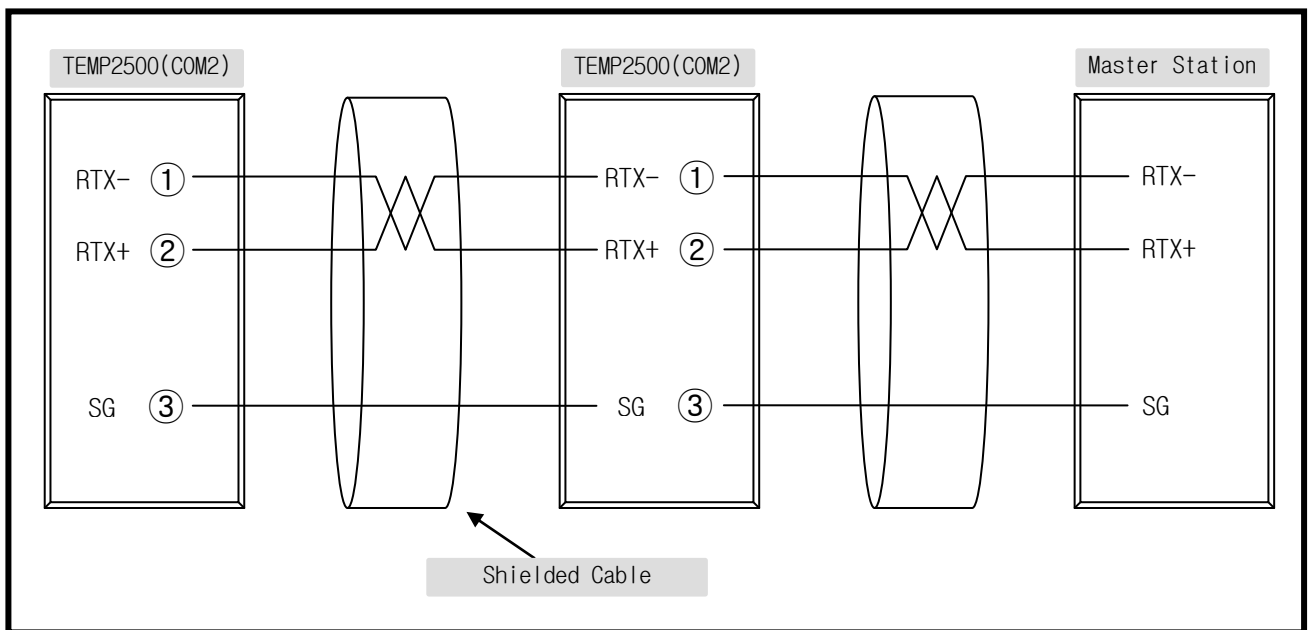 TEMP2500(COM2)
TEMP2500(COM2)
Master Station
RTX- ①
RTX- ①
RTX-
RTX+ ②
RTX+ ②
RTX+
SG ③
SG ③
SG
Shielded Cable